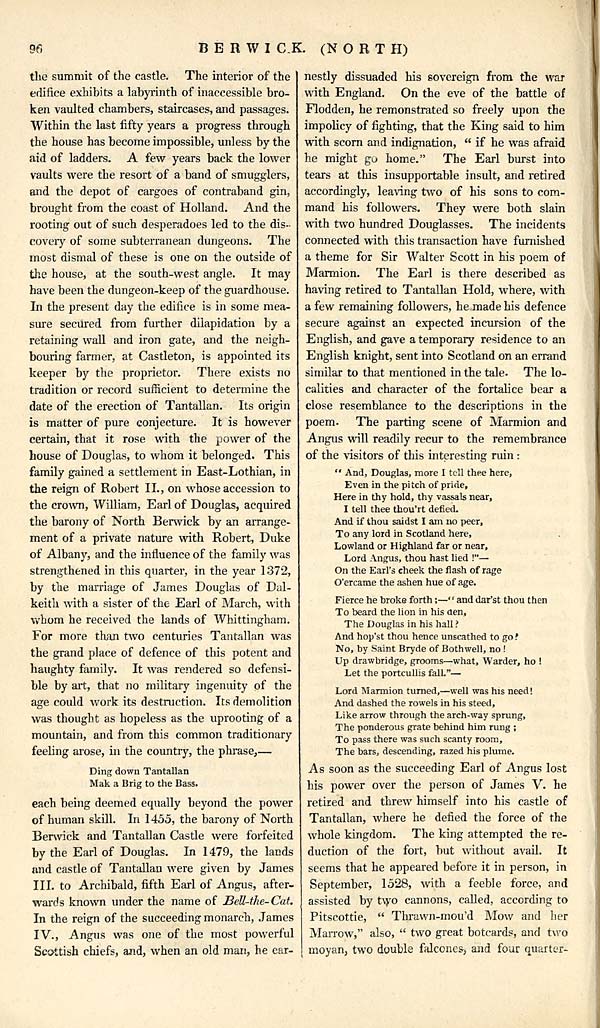 96
BERWICK. (NORTH)
the summit of the castle. The interior of the
edifice exhibits a labyrinth of inaccessible bro-
ken vaulted chambers, staircases, and passages.
Within the last fifty years a progress through
the house has become impossible, unless by the
aid of ladders. A few years back the lower
vaults were the resort of a band of smugglers,
and the depot of cargoes of contraband gin,
brought from the coast of Holland. And the
rooting out of such desperadoes led to the dis-
covery of some subterranean dungeons. The
most dismal of these is one on the outside of
the house, at the south-west angle. It may
have been the dungeon-keep of the guardhouse.
In the present day the edifice is in some mea-
sure secured from further dilapidation by a
retaining wall and iron gate, and the neigh-
bouring farmer, at Castleton, is appointed its
keeper by the proprietor. There exists no
tradition or record sufficient to determine the
date of the erection of Tantallan. Its origin
is matter of pure conjecture. It is however
certain, that it rose with the power of the
house of Douglas, to whom it belonged. This
family gained a settlement in East-Lothian, in
the reign of Robert II., on whose accession to
the crown, William, Earl of Douglas, acquired
the barony of North Berwick by an arrange-
ment of a private nature with Robert, Duke
of Albany, and the influence of the family was
strengthened in this quarter, in the year 1372,
by the marriage of James Douglas of Dal-
keith with a sister of the Earl of March, with
whom he received the lands of Whittingham.
For more than two centuries Tantallan was
the grand place of defence of this potent and
haughty family. It was rendered so defensi-
ble by art, that no military ingenuity of the
age could work its destruction. Its demolition
was thought as hopeless as the uprooting of a
mountain, and from this common traditionary
feeling arose, in the country, the phrase,—
Ding down Tantallan
Mak a Brig to the Bass.
each being deemed equally beyond the power
of human skill. In 1455, the barony of North
Berwick and Tantallan Castle were forfeited
by the Earl of Douglas. In 1479, the lands
and castle of Tantallan were given by James
III. to Archibald, fifth Earl of Angus, after-
wards known under the name of Bell-the-Cat.
In the reign of the succeeding monarch, James
IV., Angus was one of the most powerful
Scottish chiefs, and, when an old man, he ear-
nestly dissuaded his sovereign from the war
with England. On the eve of the battle of
Flodden, he remonstrated so freely upon the
impolicy of fighting, that the King said to him
with scorn and indignation, " if he was afraid
he might go home." The Earl burst into
tears at this insupportable insult, and retired
accordingly, leaving two of his sons to com-
mand his followers. They were both slain
with two hundred Douglasses. The incidents
connected with this transaction have furnished
a theme for Sir Walter Scott in his poem of
Marmion. The Earl is there described as
having retired to Tantallan Hold, where, with
a few remaining followers, he made his defence
secure against an expected incursion of the
English, and gave a temporary residence to an
English knight, sent into Scotland on an errand
similar to that mentioned in the tale. The lo-
calities and character of the fortalice bear a
close resemblance to the descriptions in the
poem. The parting scene of Marmion and
Angus will readily recur to the remembrance
of the visitors of this interesting ruin :
" And, Douglas, more I tell thee here,
Even in the pitch of pride,
Here in thy hold, thy vassals near,
I tell thee thou'rt defied.
And if thou saidst I am no peer,
To any lord in Scotland here,
Lowland or Highland far or near,
Lord Angus, thou hast lied !"—
On the Earl's cheek the flash of rage
O'ercame the ashen hue of age.
Fierce he broke forth ;—" and dar'st thou then
To beard the lion in his den,
The Douglas in his hall?
And hop'st thou hence unscathed to go?
No, by Saint Bryde of Bothwell, no !
Up drawbridge, grooms—what, Warder, ho !
Let the portcullis fall."—
Lord Marmion turned,—well was his need!
And dashed the rowels in his steed,
Like arrow through the arch-way sprung,
The ponderous grate behind him rung ;
To pass there was such scanty room,
The bars, descending, razed his plume.
As soon as the succeeding Earl of Angus lost
his power over the person of James V. he
retired and threw himself into his castle of
Tantallan, where he defied the force of the
whole kingdom. The king attempted the re-
duction of the fort, but without avail. It
seems that he appeared before it in person, in
September, 1528, with a feeble force, and
assisted by two cannons, called, according to
Pitscottie, " Thrawn-mou'd Mow and her
Marrow," also, " two great botcards, and two
moyan, two double falcones, and four quarter-